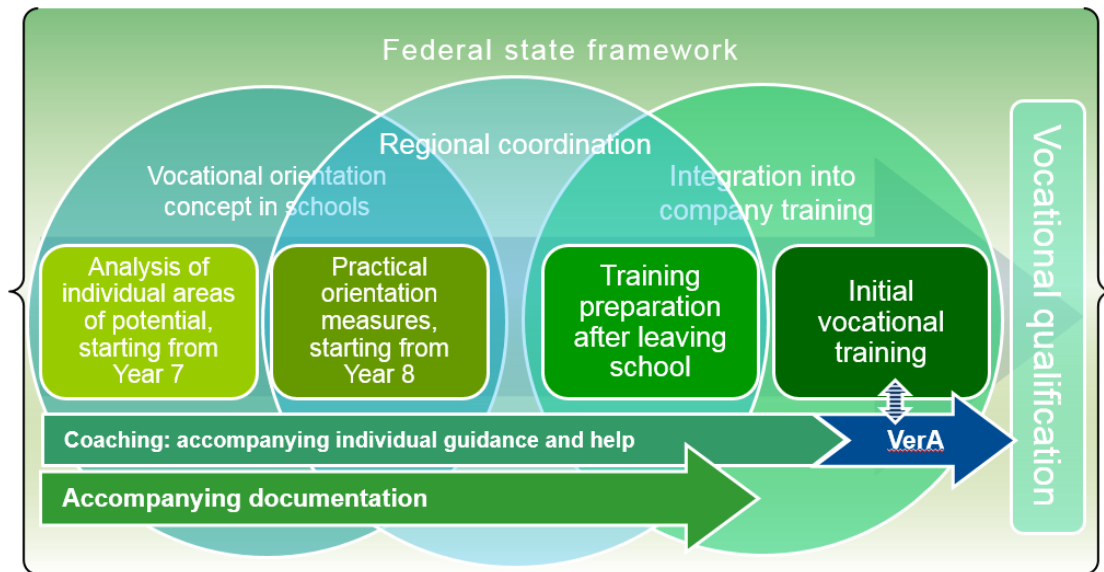 Federal state framework
Regional coordination
Vocational orientation
concept in schools
Integration into
company training
Analysis of
individual areas
of potential,
starting from
Year 7
Practical
orientation
measures,
starting from
Year 8
Training
preparation
after leaving
school
Initial
vocational
training
Coaching: accompanying individual guidance and help
VerA
Accompanying documentation
Vocational qualification